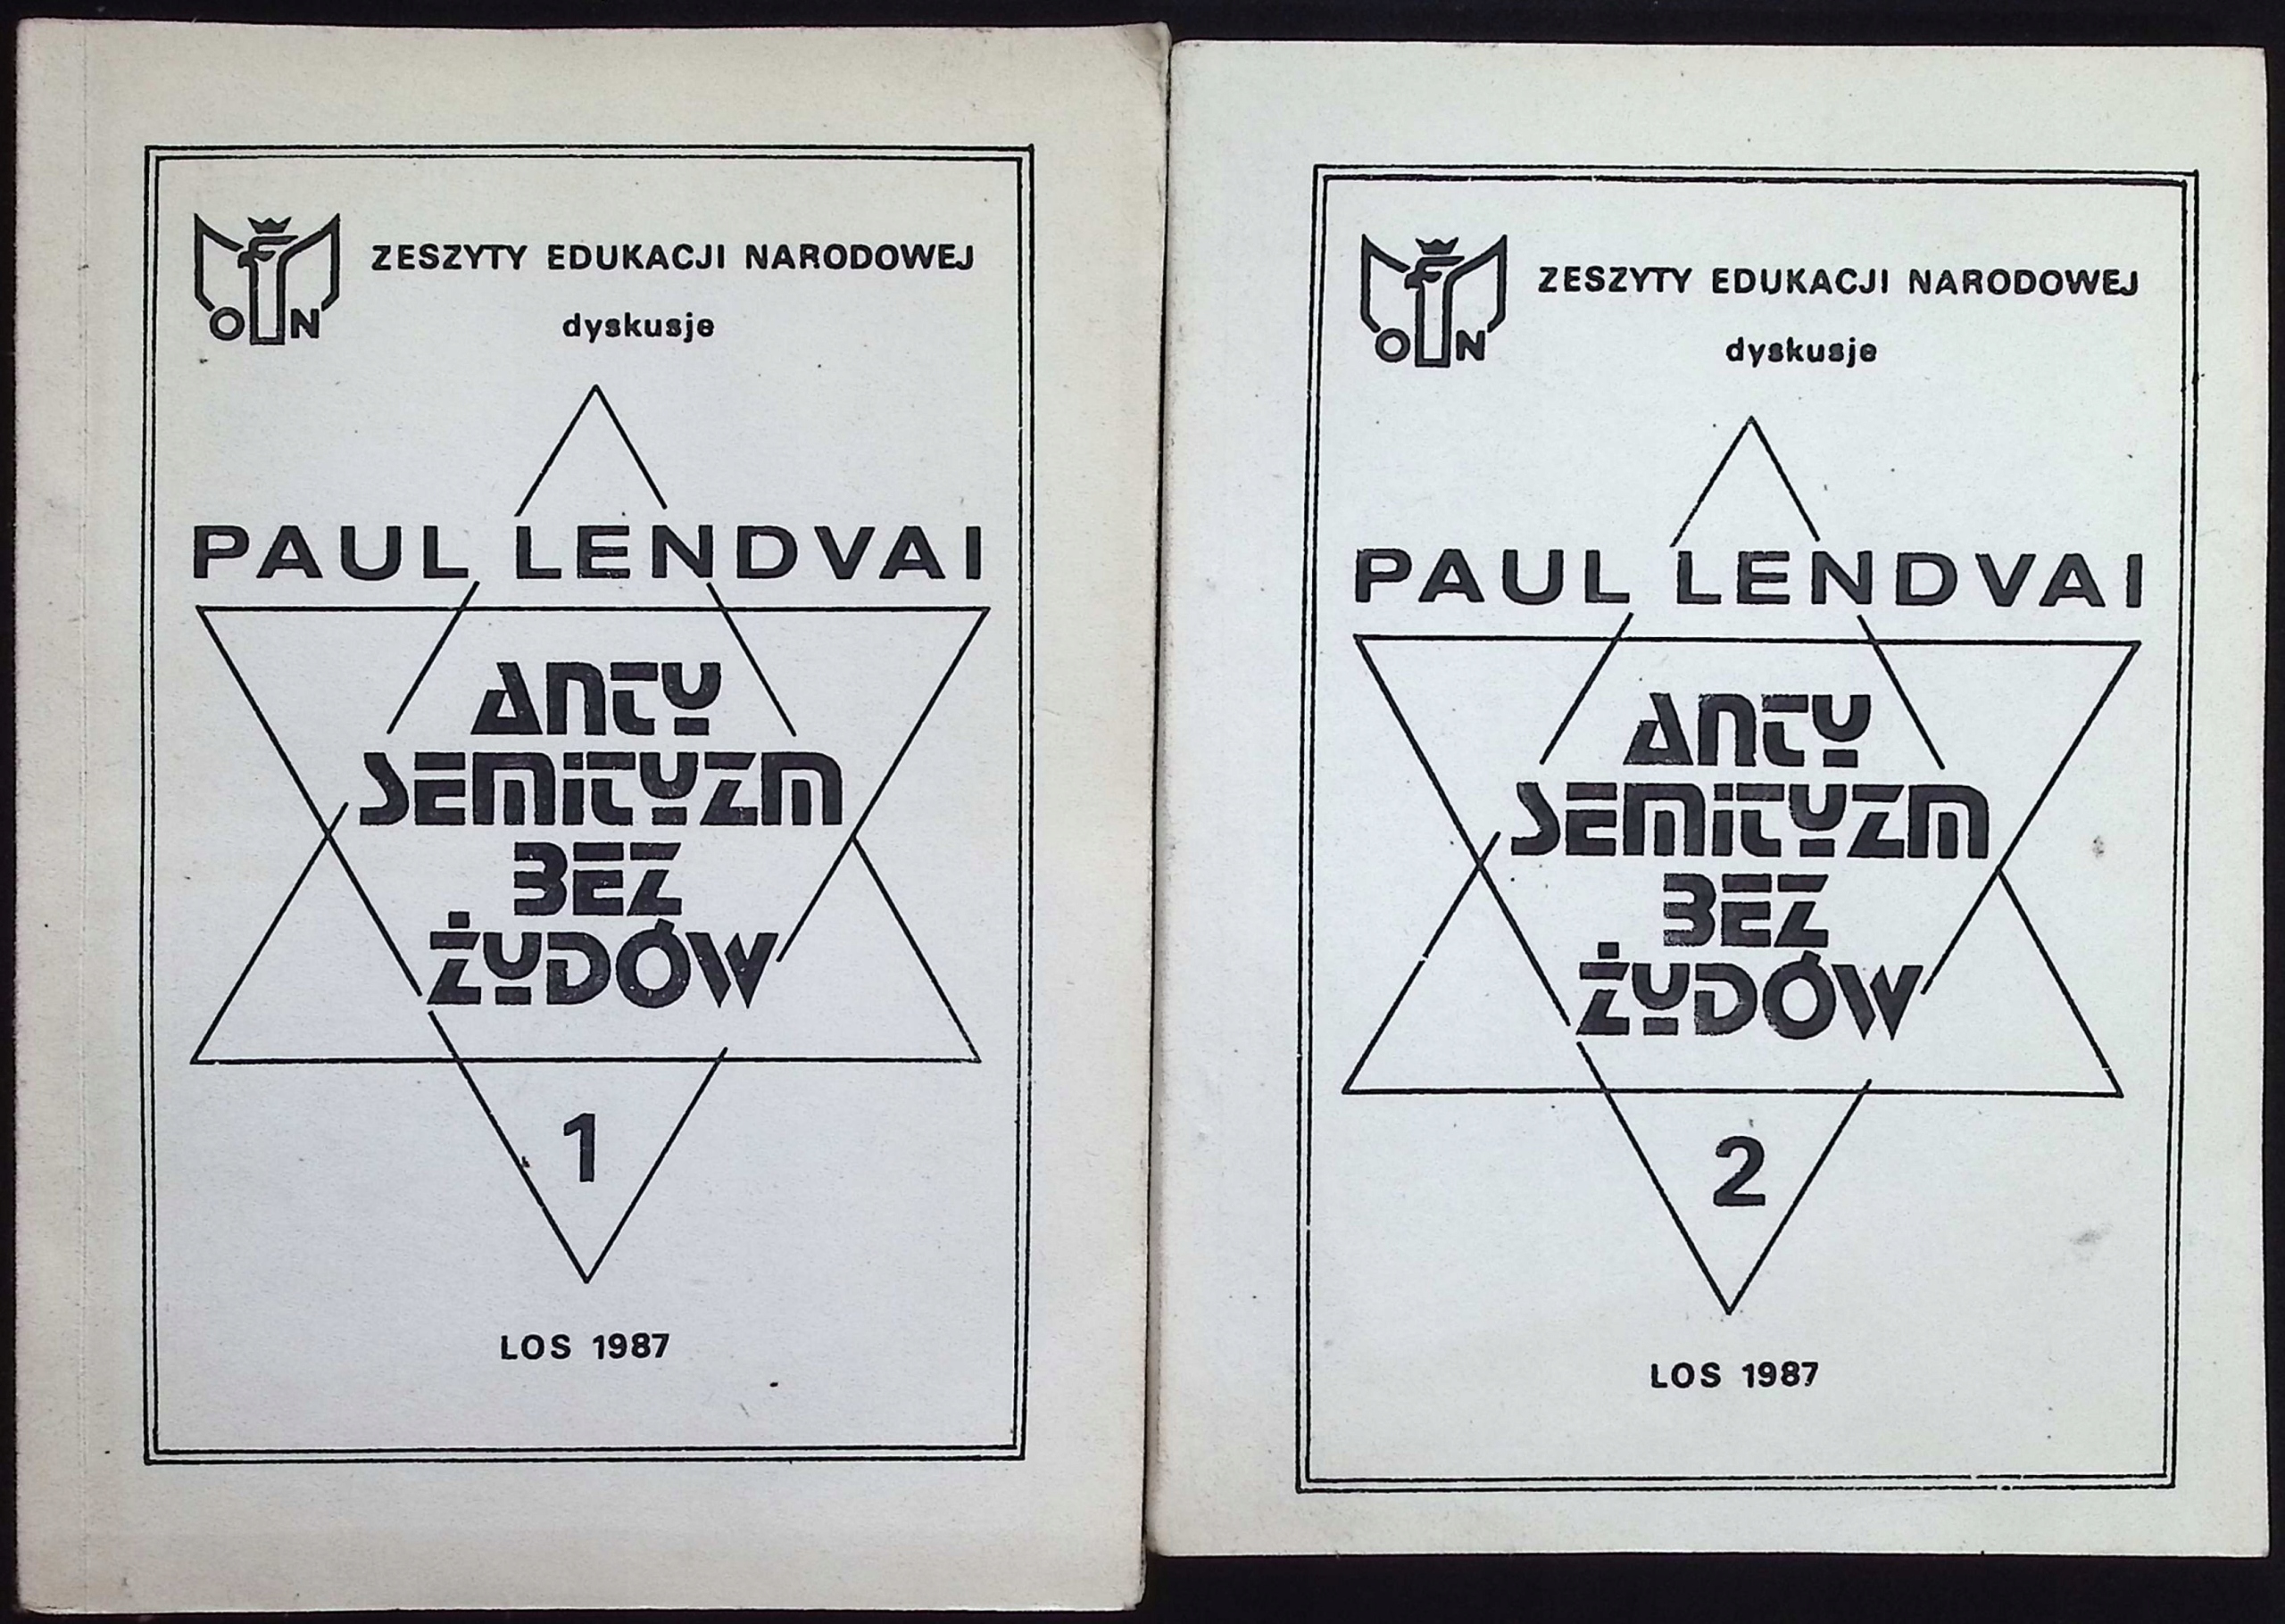 ZESZYTY EDUKACJI NARODOWEJ
dyskusje
O N
PAUL LENDVAI
ANTY
SEMITYZM
BEZ
ŻYDÓW
1
LOS 1987
ZESZYTY EDUKACJI NARODOWEJ
dyskusje
O N
PAUL LENDVAI
ANTY
SEMITYZM
BEZ
ŻYDÓW
2
LOS 1987